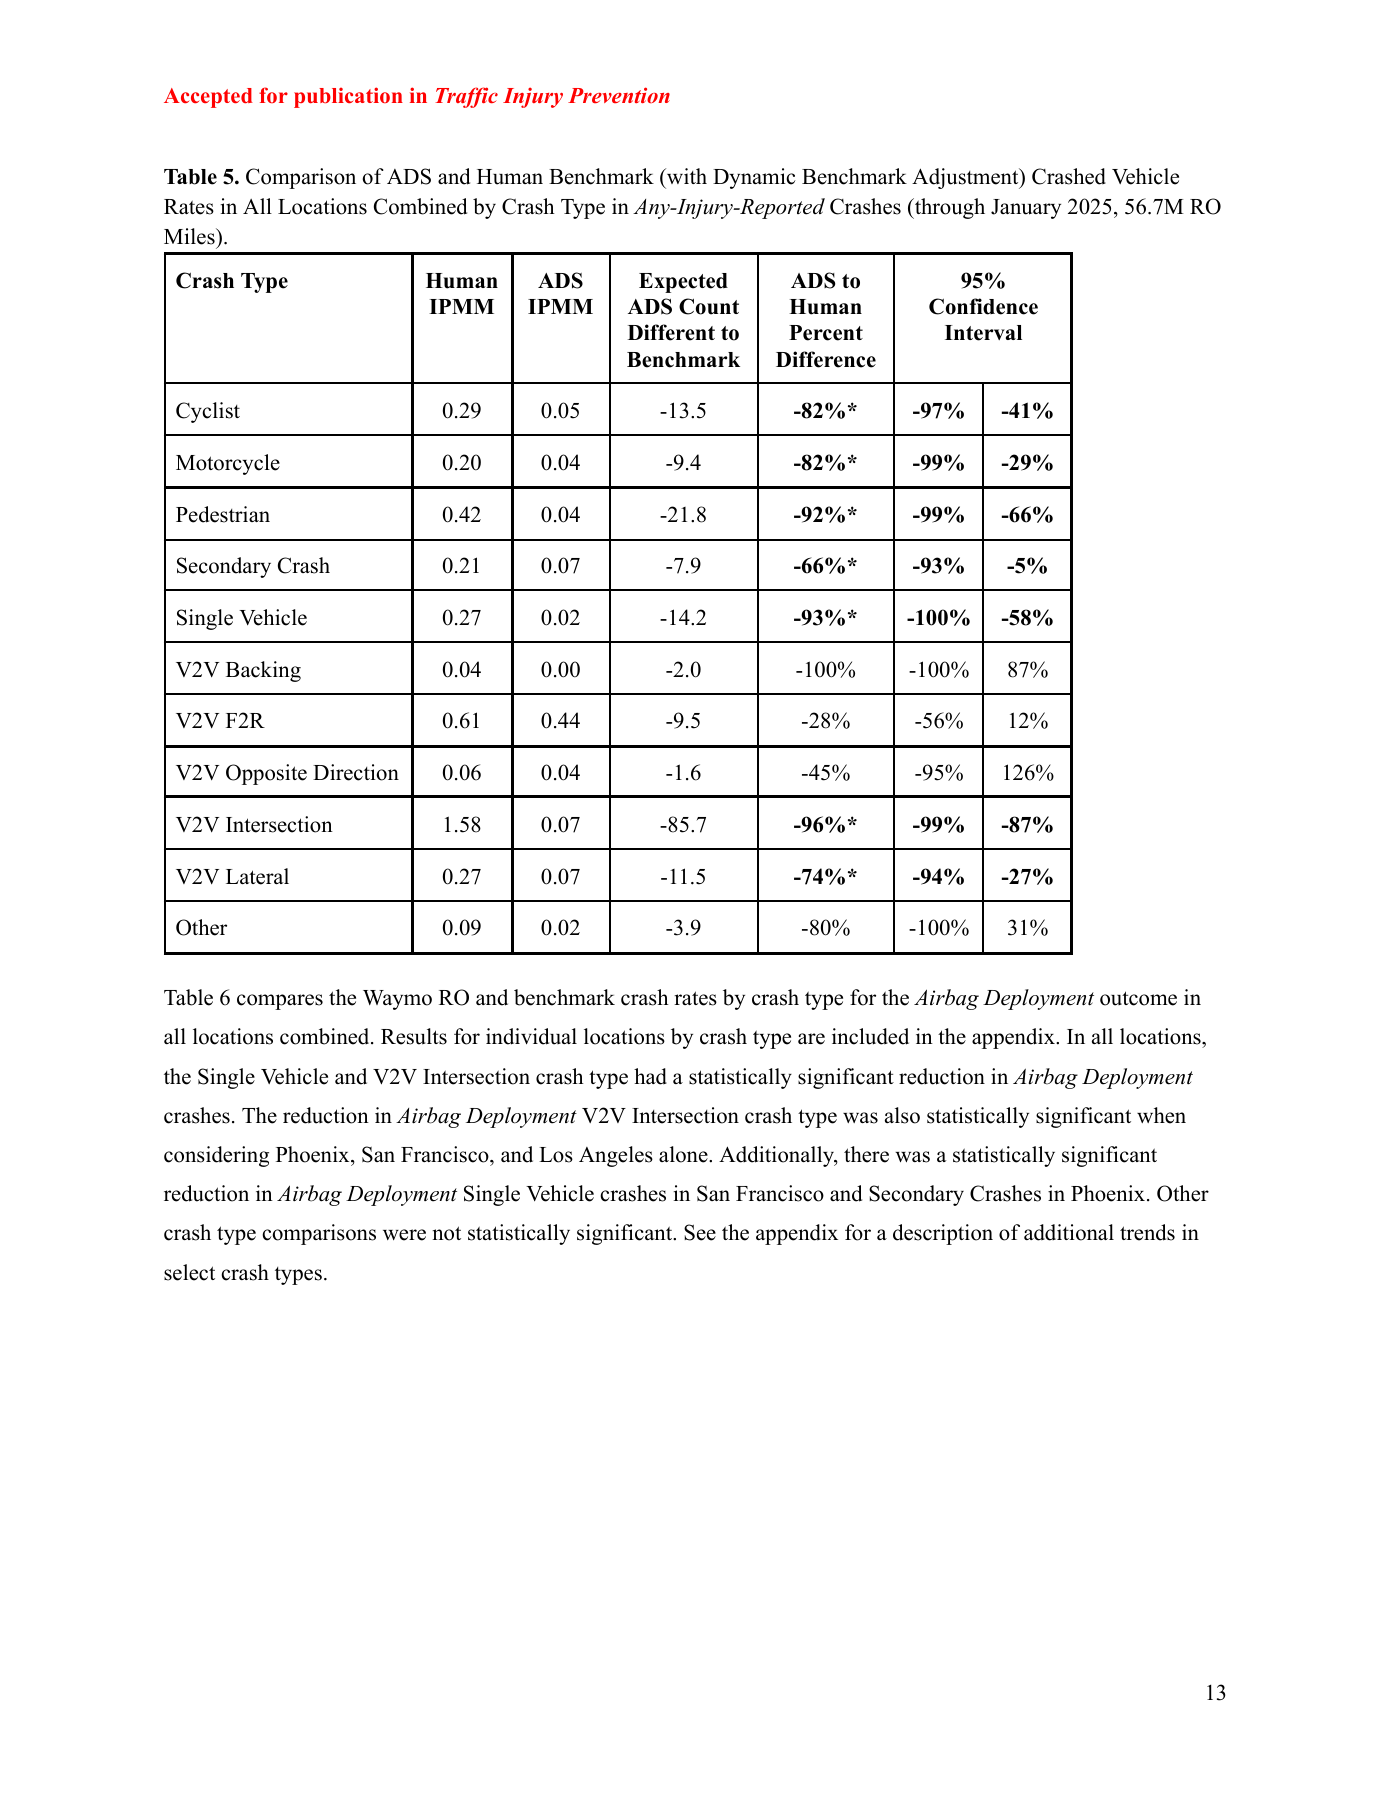 Accepted for publication in Traffic Injury Prevention
Table 5. Comparison of ADS and Human Benchmark (with Dynamic Benchmark Adjustment) Crashed Vehicle
Rates in All Locations Combined by Crash Type in Any-Injury-Reported Crashes (through January 2025, 56.7M RO
Miles).
Crash Type | Human IPMM | ADS IPMM | Expected ADS Count Different to Benchmark | ADS to Human Percent Difference | 95% Confidence Interval
Cyclist 0.29 0.05 -13.5 -82%* -97% -41%
Motorcycle 0.20 0.04 -9.4 -82%* -99% -29%
Pedestrian 0.42 0.04 -21.8 -92%* -99% -66%
Secondary Crash 0.21 0.07 -7.9 -66%* -93% -5%
Single Vehicle 0.27 0.02 -14.2 -93%* -100% -58%
V2V Backing 0.04 0.00 -2.0 -100% -100% 87%
V2V F2R 0.61 0.44 -9.5 -28% -56% 12%
V2V Opposite Direction 0.06 0.04 -1.6 -45% -95% 126%
V2V Intersection 1.58 0.07 -85.7 -96%* -99% -87%
V2V Lateral 0.27 0.07 -11.5 -74%* -94% -27%
Other 0.09 0.02 -3.9 -80% -100% 31%
Table 6 compares the Waymo RO and benchmark crash rates by crash type for the Airbag Deployment outcome in
all locations combined. Results for individual locations by crash type are included in the appendix. In all locations,
the Single Vehicle and V2V Intersection crash type had a statistically significant reduction in Airbag Deployment
crashes. The reduction in Airbag Deployment V2V Intersection crash type was also statistically significant when
considering Phoenix, San Francisco, and Los Angeles alone. Additionally, there was a statistically significant
reduction in Airbag Deployment Single Vehicle crashes in San Francisco and Secondary Crashes in Phoenix. Other
crash type comparisons were not statistically significant. See the appendix for a description of additional trends in
select crash types.
13